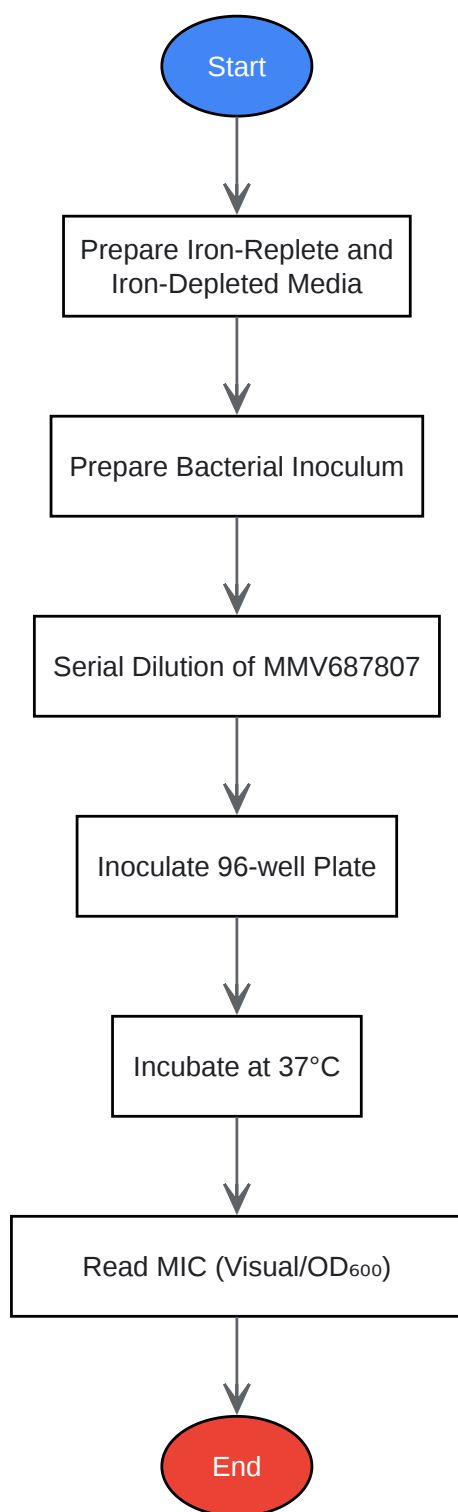 Start
Prepare Iron-Replete and
Iron-Depleted Media
Prepare Bacterial Inoculum
Serial Dilution of MMV687807
Inoculate 96-well Plate
Incubate at 37°C
Read MIC (Visual/OD₆₀₀)
End